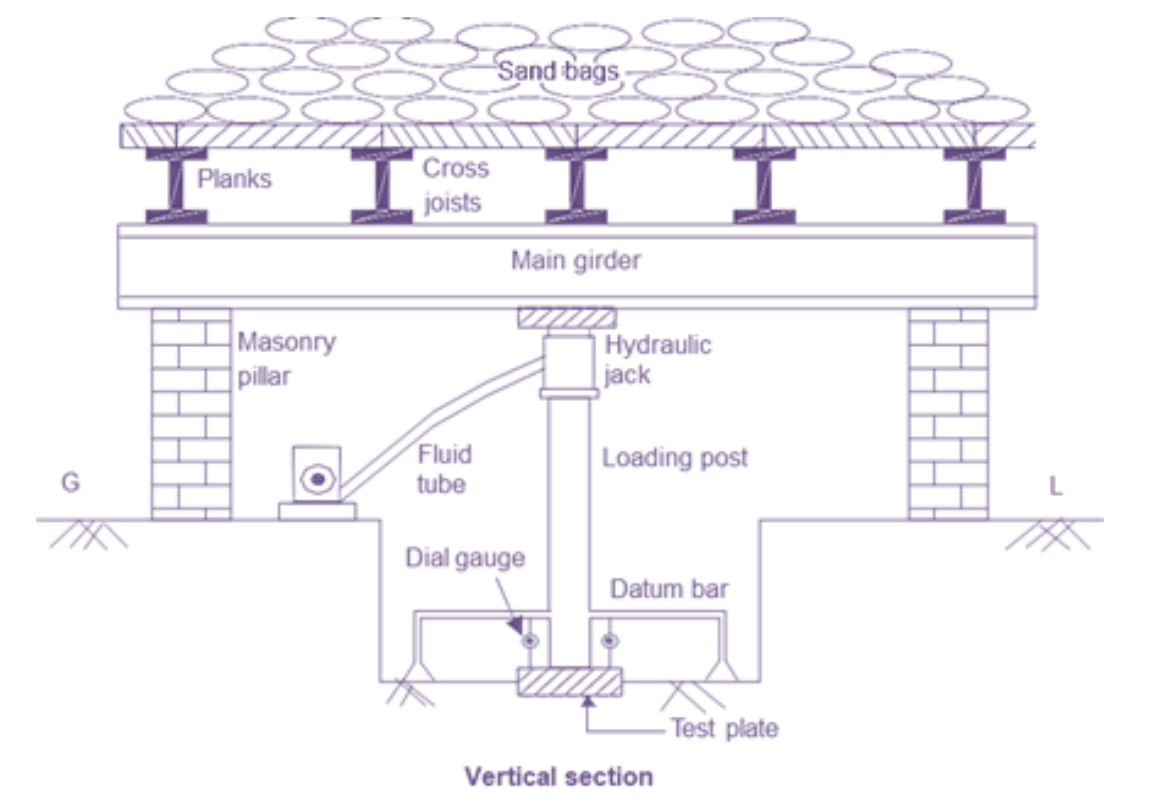 Sand bags
Planks
Cross
joists
Main girder
Masonry
pillar
Hydraulic
jack
Fluid
tube
Loading post
G
L
Dial gauge
Datum bar
Test plate
Vertical section